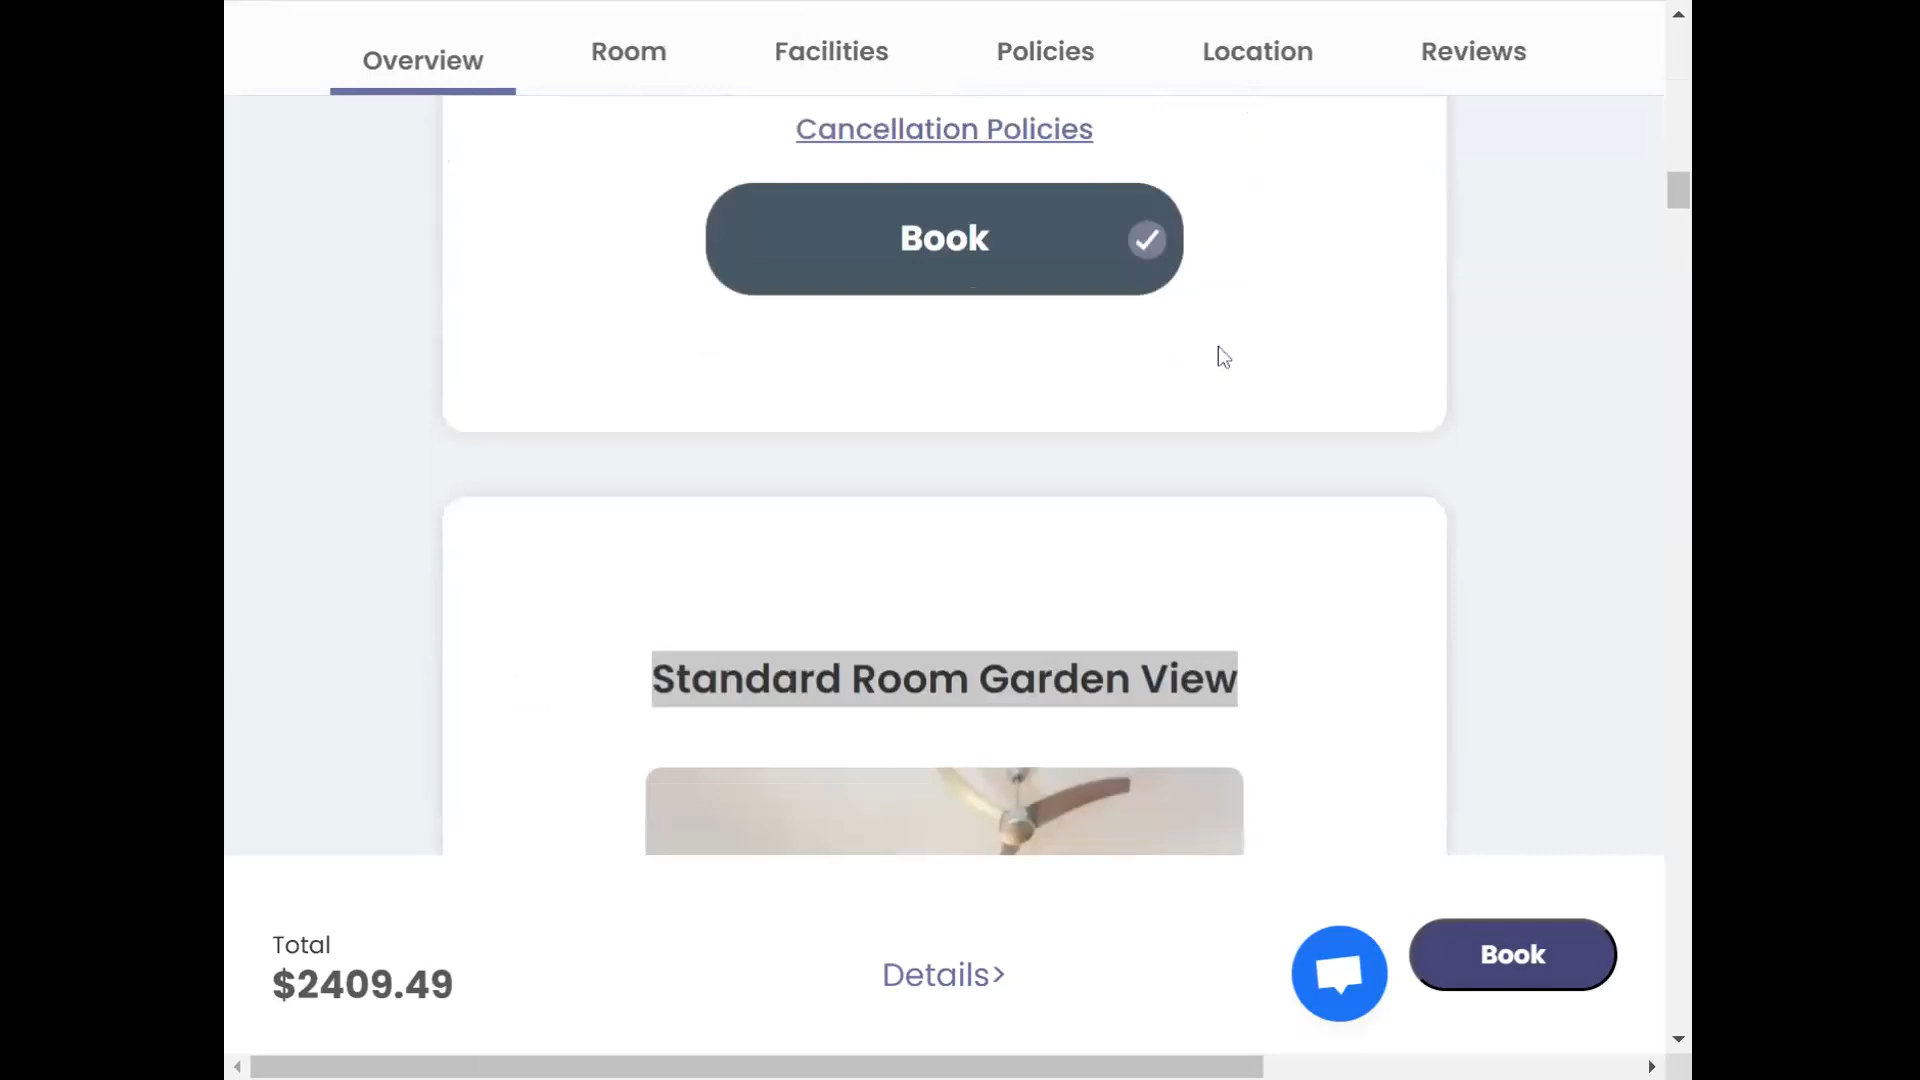 Overview Room Facilities Policies Location Reviews
Cancellation Policies
Book
Standard Room Garden View
Total
$2409.49
Details>
Book